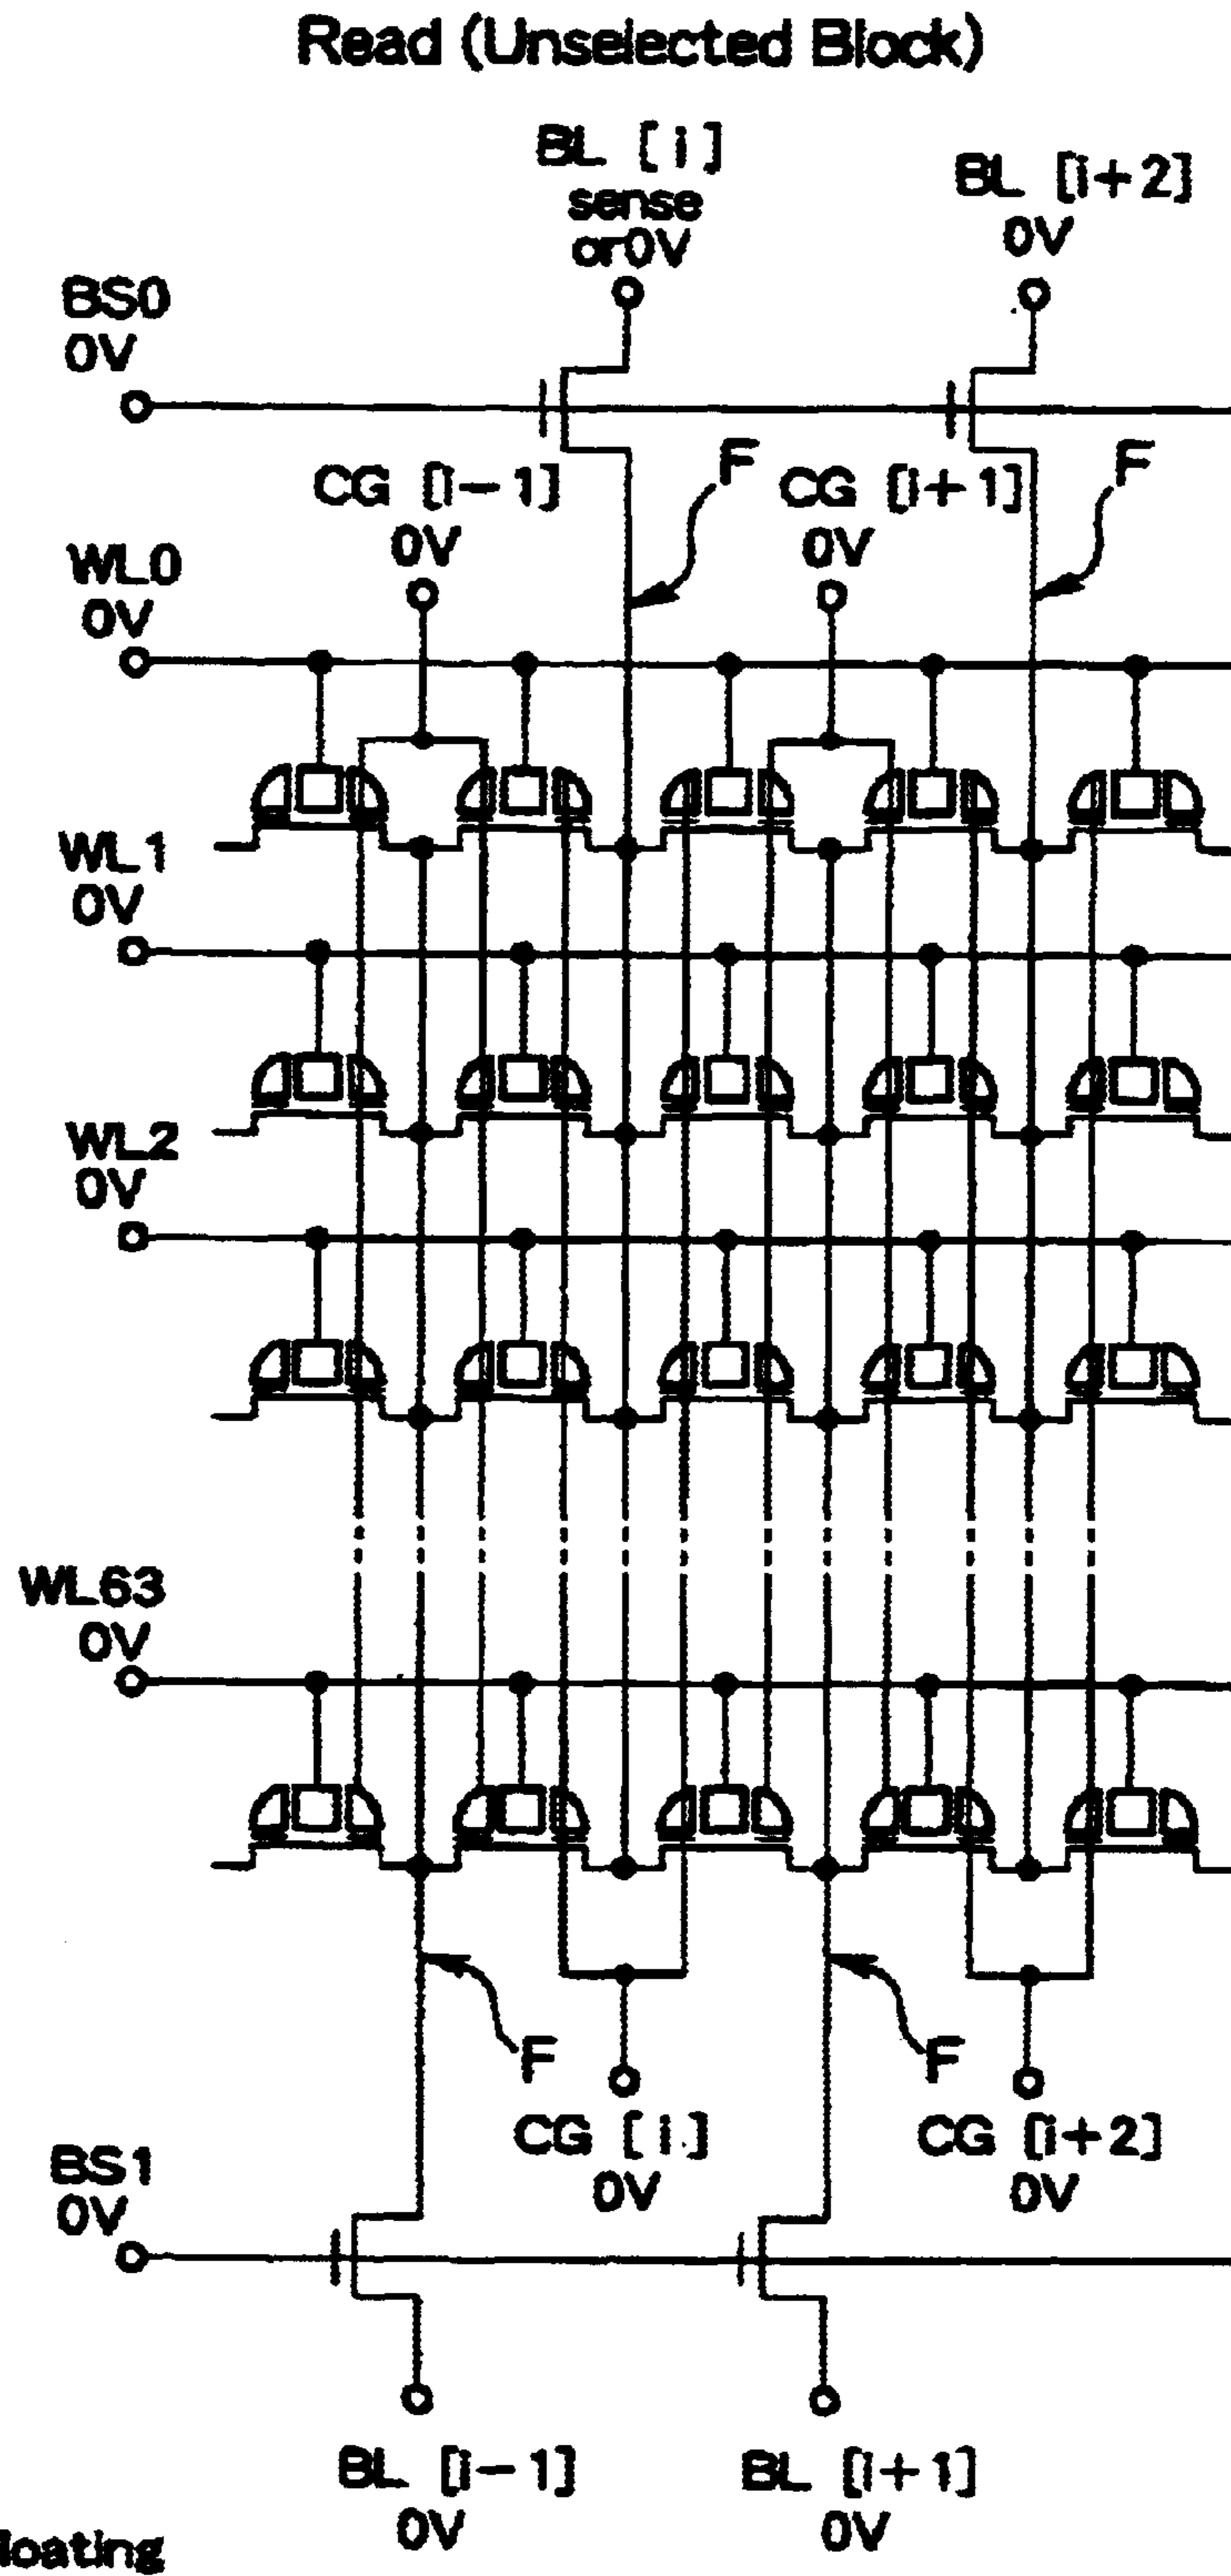 Read (Unselected Block)
BL [i]
sense
or0V
BL [i+2]
0V
BS0
0V
F
F
CG [i-1]
0V
CG [i+1]
0V
WL0
0V
WL1
0V
WL2
0V
WL63
0V
F
F
CG [i]
0V
CG [i+2]
0V
BS1
0V
BL [i-1]
0V
BL [i+1]
0V
loating